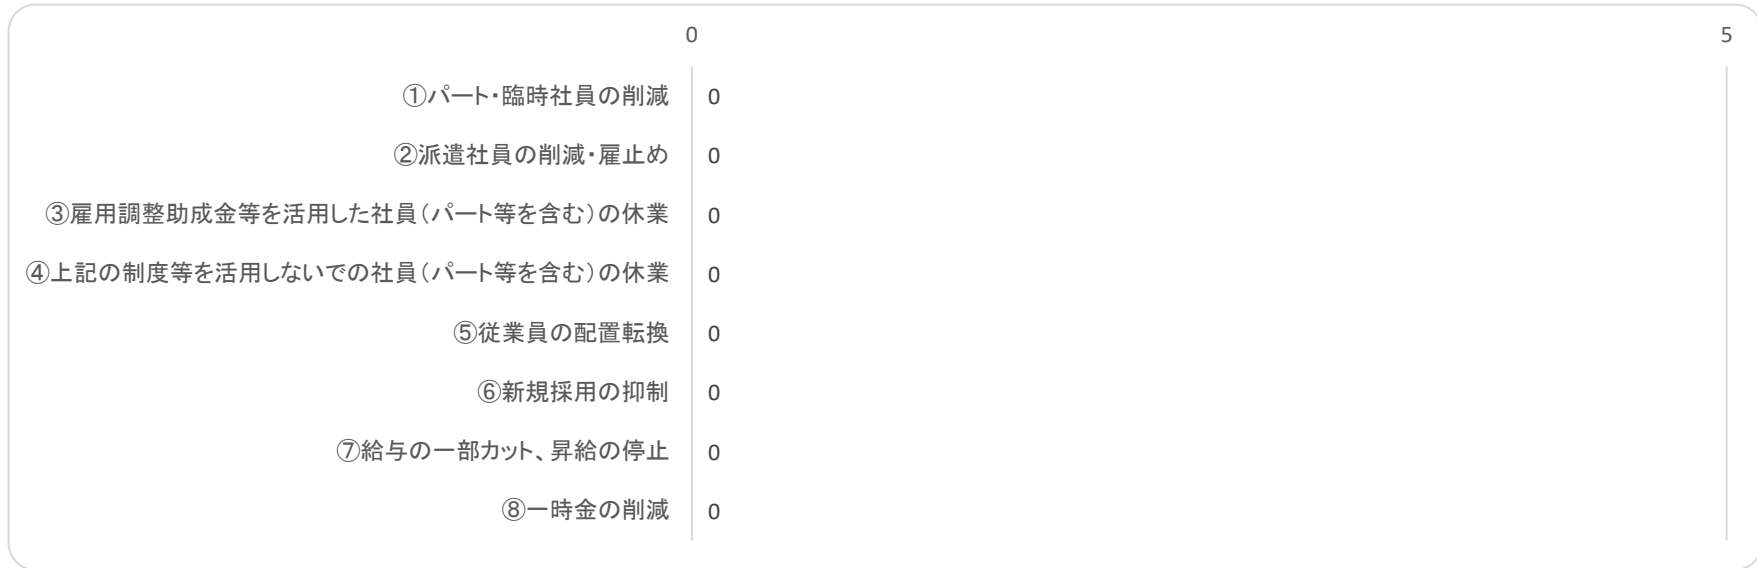 0 5
①パート・臨時社員の削減 0
②派遣社員の削減・雇止め 0
③雇用調整助成金等を活用した社員（パート等を含む）の休業 0
④上記の制度等を活用しないでの社員（パート等を含む）の休業 0
⑤従業員の配置転換 0
⑥新規採用の抑制 0
⑦給与の一部カット、昇給の停止 0
⑧一時金の削減 0